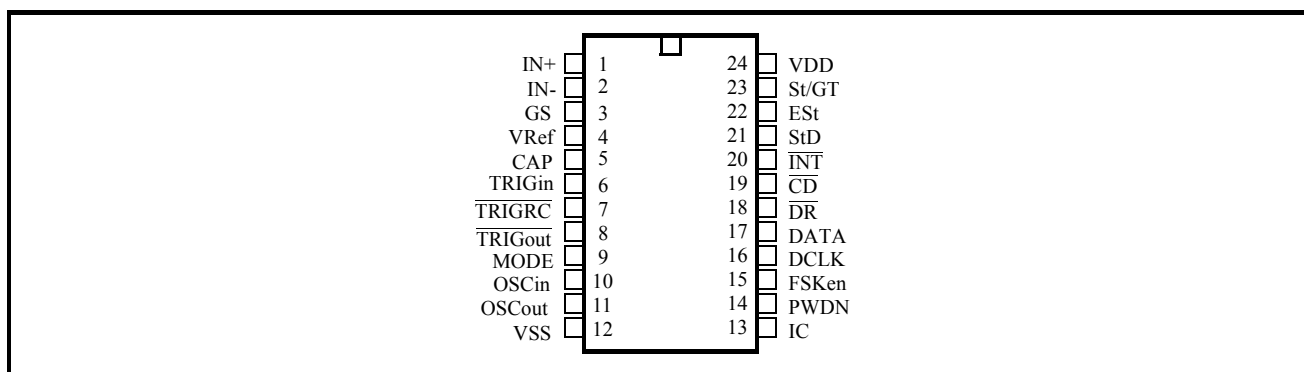 IN+ 1 24 VDD
IN- 2 23 St/GT
GS 3 22 ESt
VRef 4 21 StD
CAP 5 20 INT
TRIGin 6 19 CD
TRIGRC 7 18 DR
TRIGout 8 17 DATA
MODE 9 16 DCLK
OSCin 10 15 FSKen
OSCout 11 14 PWDN
VSS 12 13 IC